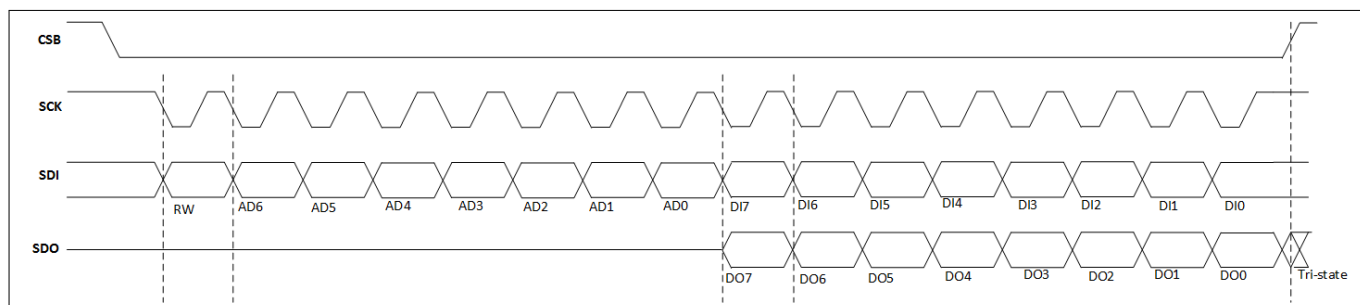 CSB
SCK
SDI
RW AD6 AD5 AD4 AD3 AD2 AD1 AD0 DI7 DI6 DI5 DI4 DI3 DI2 DI1 DI0
SDO
DO7 DO6 DO5 DO4 DO3 DO2 DO1 DO0 Tri-state